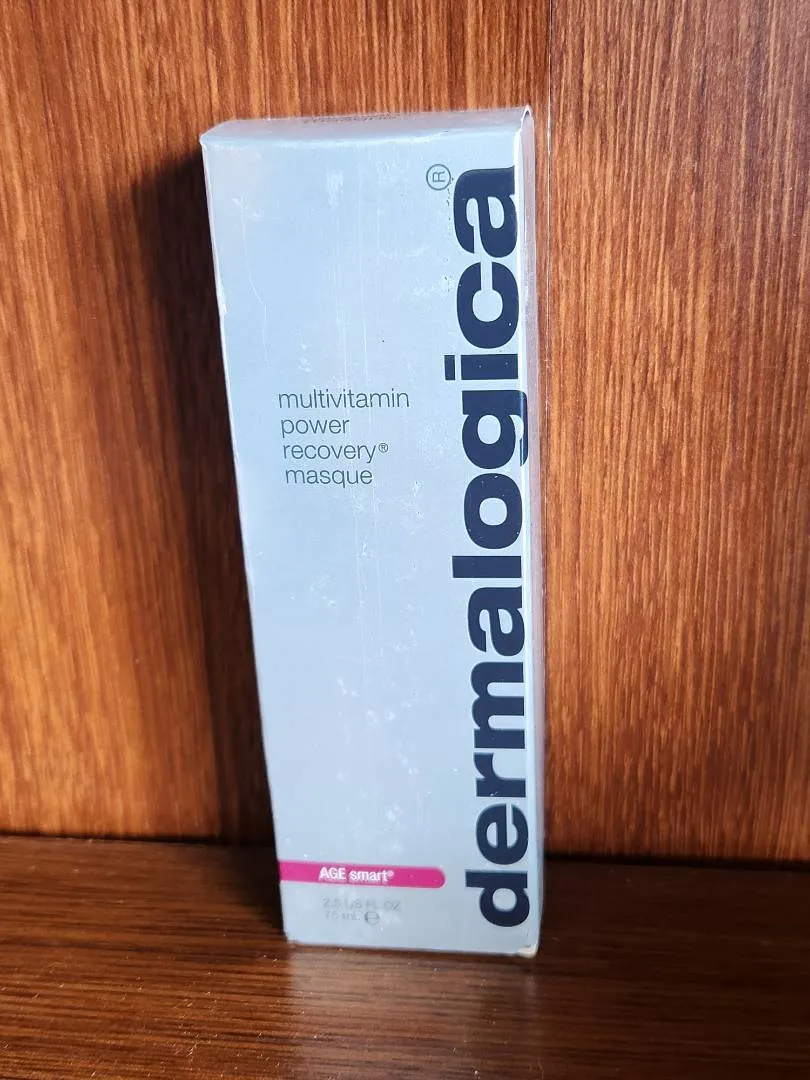 dermalogica®
multivitamin
power
recovery®
masque
AGE smart®
2.5 US FL OZ
75 mL ℮